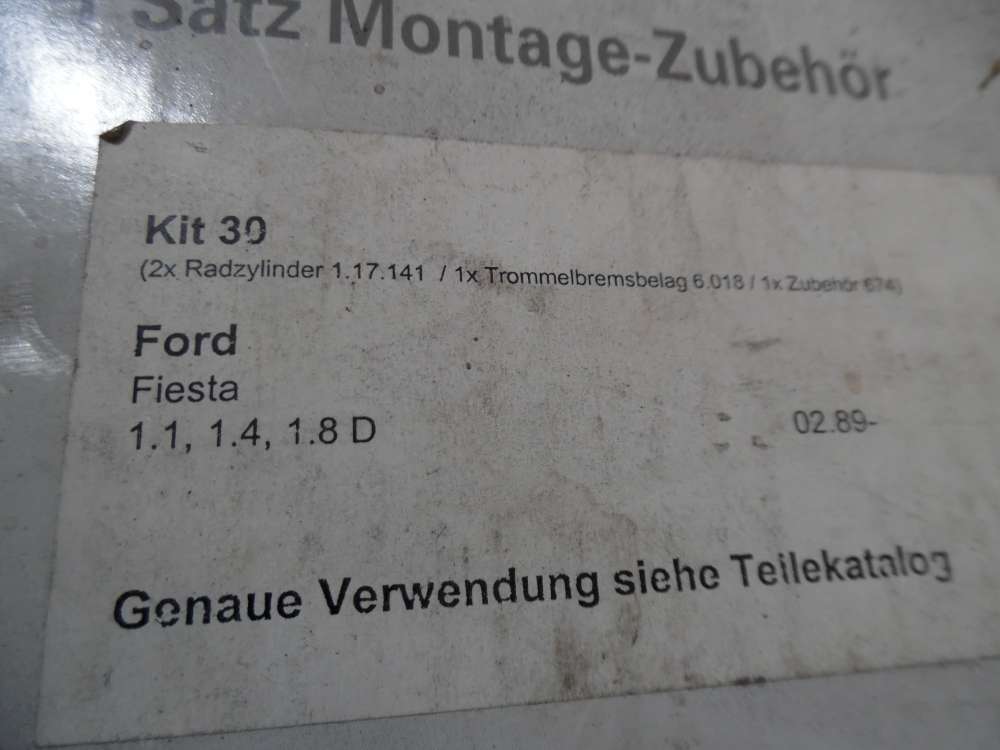 Satz Montage-Zubehör
Kit 30
(2x Radzylinder 1.17.141 / 1x Trommelbremsbelag 6.018 / 1x Zubehör 674)
Ford
Fiesta
1.1, 1.4, 1.8 D 02.89-
Genaue Verwendung siehe Teilekatalog